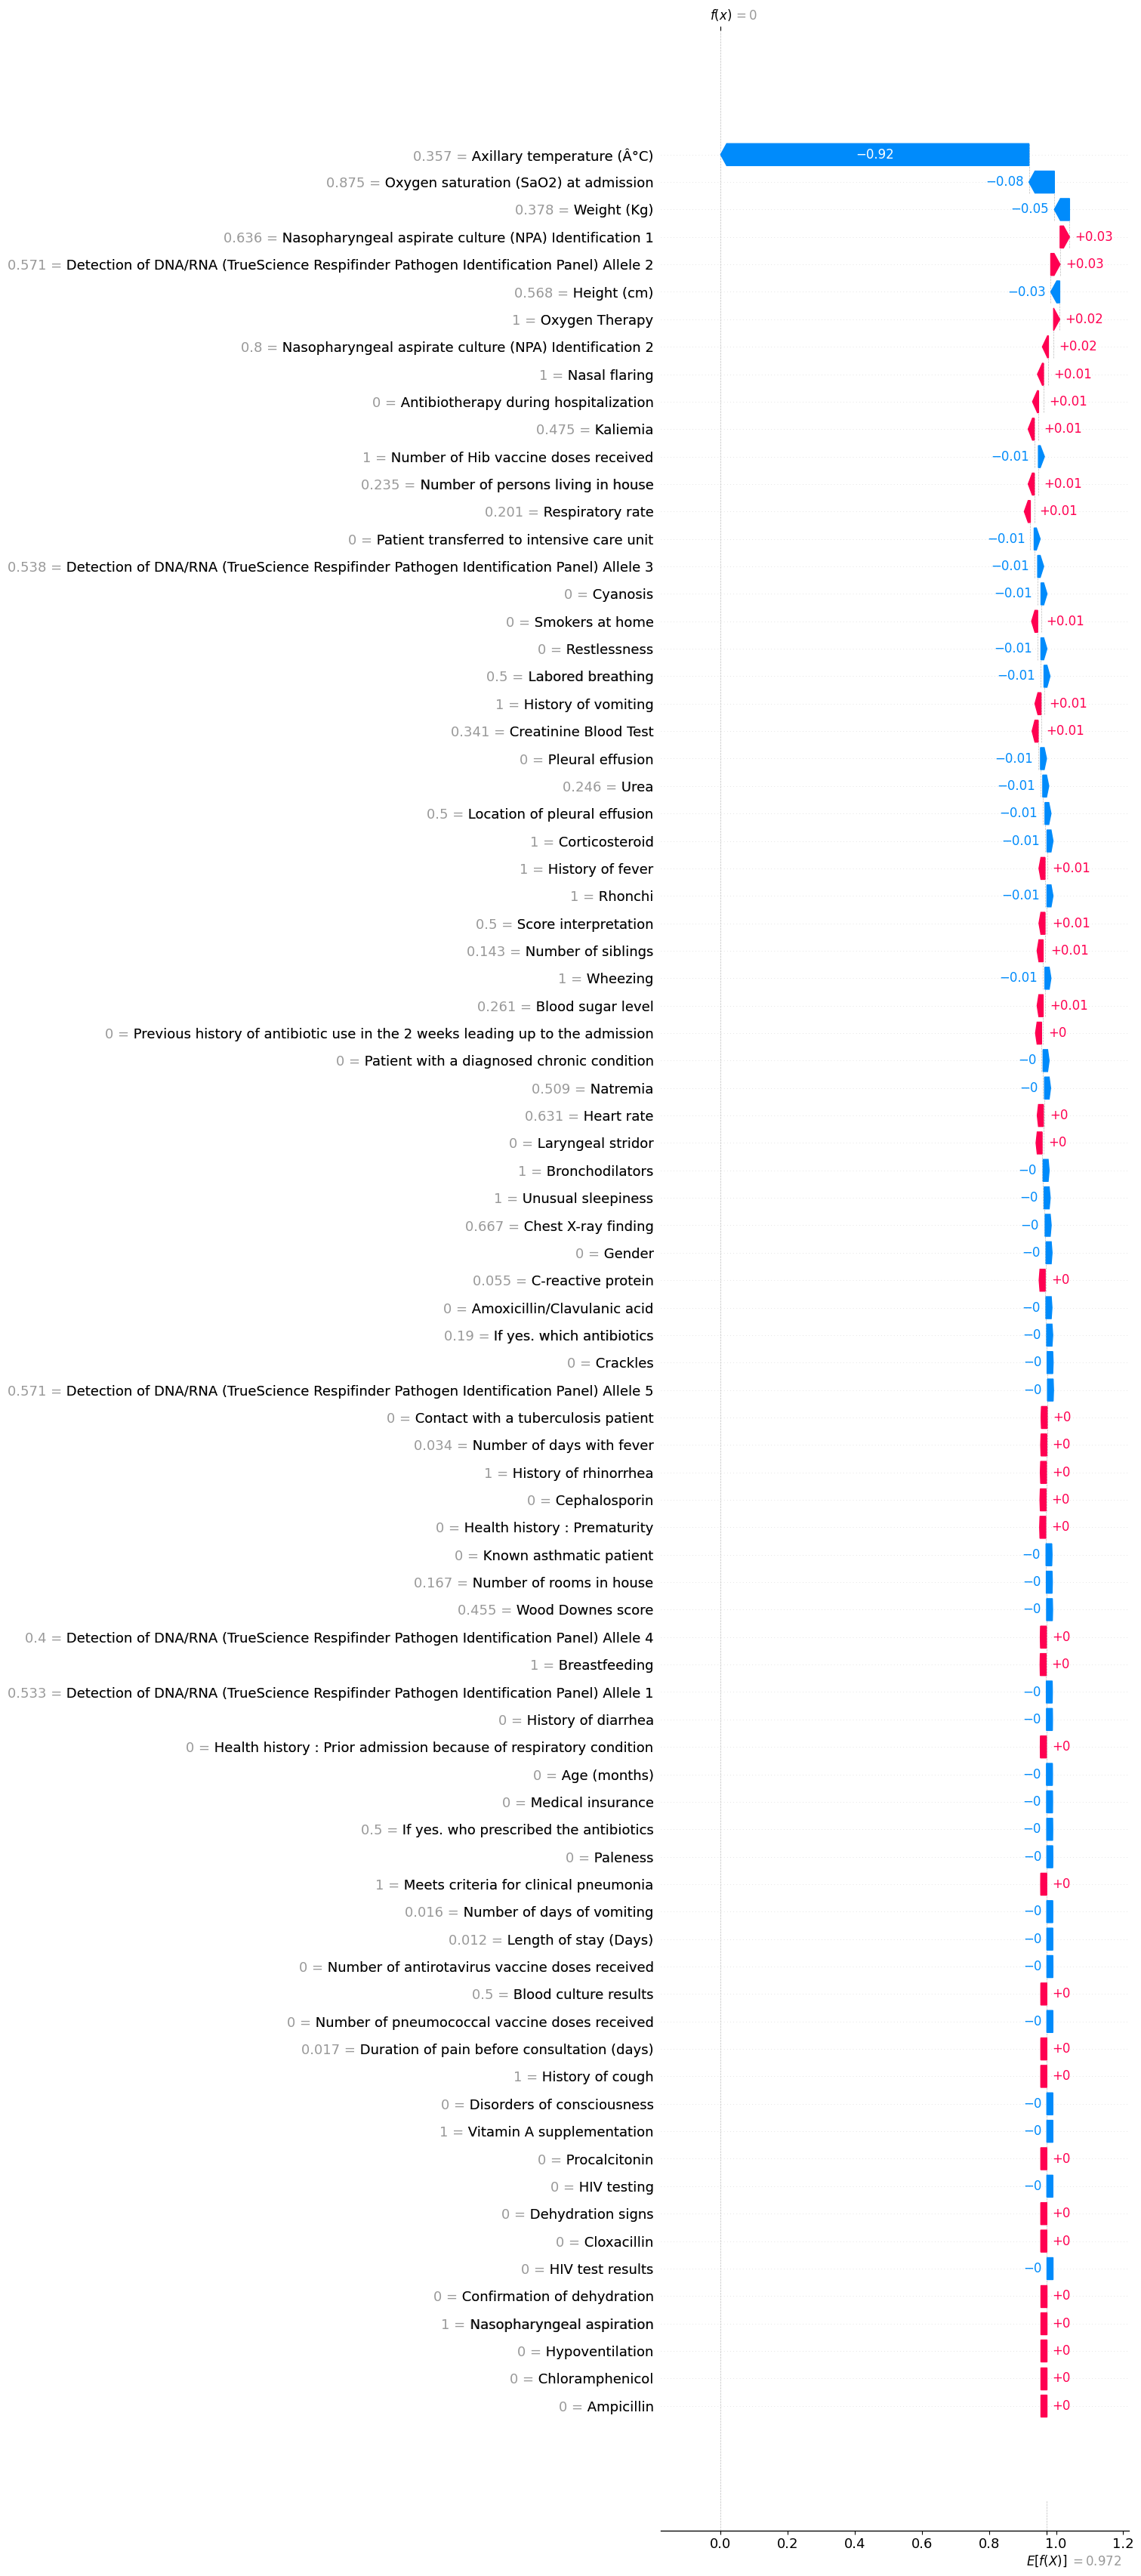 f(x) = 0
0.357 = Axillary temperature (Â°C) −0.92
0.875 = Oxygen saturation (SaO2) at admission −0.08
0.378 = Weight (Kg) −0.05
0.636 = Nasopharyngeal aspirate culture (NPA) Identification 1 +0.03
0.571 = Detection of DNA/RNA (TrueScience Respifinder Pathogen Identification Panel) Allele 2 +0.03
0.568 = Height (cm) −0.03
1 = Oxygen Therapy +0.02
0.8 = Nasopharyngeal aspirate culture (NPA) Identification 2 +0.02
1 = Nasal flaring +0.01
0 = Antibiotherapy during hospitalization +0.01
0.475 = Kaliemia +0.01
1 = Number of Hib vaccine doses received −0.01
0.235 = Number of persons living in house +0.01
0.201 = Respiratory rate +0.01
0 = Patient transferred to intensive care unit −0.01
0.538 = Detection of DNA/RNA (TrueScience Respifinder Pathogen Identification Panel) Allele 3 −0.01
0 = Cyanosis −0.01
0 = Smokers at home +0.01
0 = Restlessness −0.01
0.5 = Labored breathing −0.01
1 = History of vomiting +0.01
0.341 = Creatinine Blood Test +0.01
0 = Pleural effusion −0.01
0.246 = Urea −0.01
0.5 = Location of pleural effusion −0.01
1 = Corticosteroid −0.01
1 = History of fever +0.01
1 = Rhonchi −0.01
0.5 = Score interpretation +0.01
0.143 = Number of siblings +0.01
1 = Wheezing −0.01
0.261 = Blood sugar level +0.01
0 = Previous history of antibiotic use in the 2 weeks leading up to the admission +0
0 = Patient with a diagnosed chronic condition −0
0.509 = Natremia −0
0.631 = Heart rate +0
0 = Laryngeal stridor +0
1 = Bronchodilators −0
1 = Unusual sleepiness −0
0.667 = Chest X-ray finding −0
0 = Gender −0
0.055 = C-reactive protein +0
0 = Amoxicillin/Clavulanic acid −0
0.19 = If yes. which antibiotics −0
0 = Crackles −0
0.571 = Detection of DNA/RNA (TrueScience Respifinder Pathogen Identification Panel) Allele 5 −0
0 = Contact with a tuberculosis patient +0
0.034 = Number of days with fever +0
1 = History of rhinorrhea +0
0 = Cephalosporin +0
0 = Health history : Prematurity +0
0 = Known asthmatic patient −0
0.167 = Number of rooms in house −0
0.455 = Wood Downes score −0
0.4 = Detection of DNA/RNA (TrueScience Respifinder Pathogen Identification Panel) Allele 4 +0
1 = Breastfeeding +0
0.533 = Detection of DNA/RNA (TrueScience Respifinder Pathogen Identification Panel) Allele 1 −0
0 = History of diarrhea −0
0 = Health history : Prior admission because of respiratory condition +0
0 = Age (months) −0
0 = Medical insurance −0
0.5 = If yes. who prescribed the antibiotics −0
0 = Paleness −0
1 = Meets criteria for clinical pneumonia +0
0.016 = Number of days of vomiting −0
0.012 = Length of stay (Days) −0
0 = Number of antirotavirus vaccine doses received −0
0.5 = Blood culture results +0
0 = Number of pneumococcal vaccine doses received −0
0.017 = Duration of pain before consultation (days) +0
1 = History of cough +0
0 = Disorders of consciousness −0
1 = Vitamin A supplementation −0
0 = Procalcitonin +0
0 = HIV testing −0
0 = Dehydration signs +0
0 = Cloxacillin +0
0 = HIV test results −0
0 = Confirmation of dehydration +0
1 = Nasopharyngeal aspiration +0
0 = Hypoventilation +0
0 = Chloramphenicol +0
0 = Ampicillin +0
0.0 0.2 0.4 0.6 0.8 1.0 1.2
E[f(X)] = 0.972